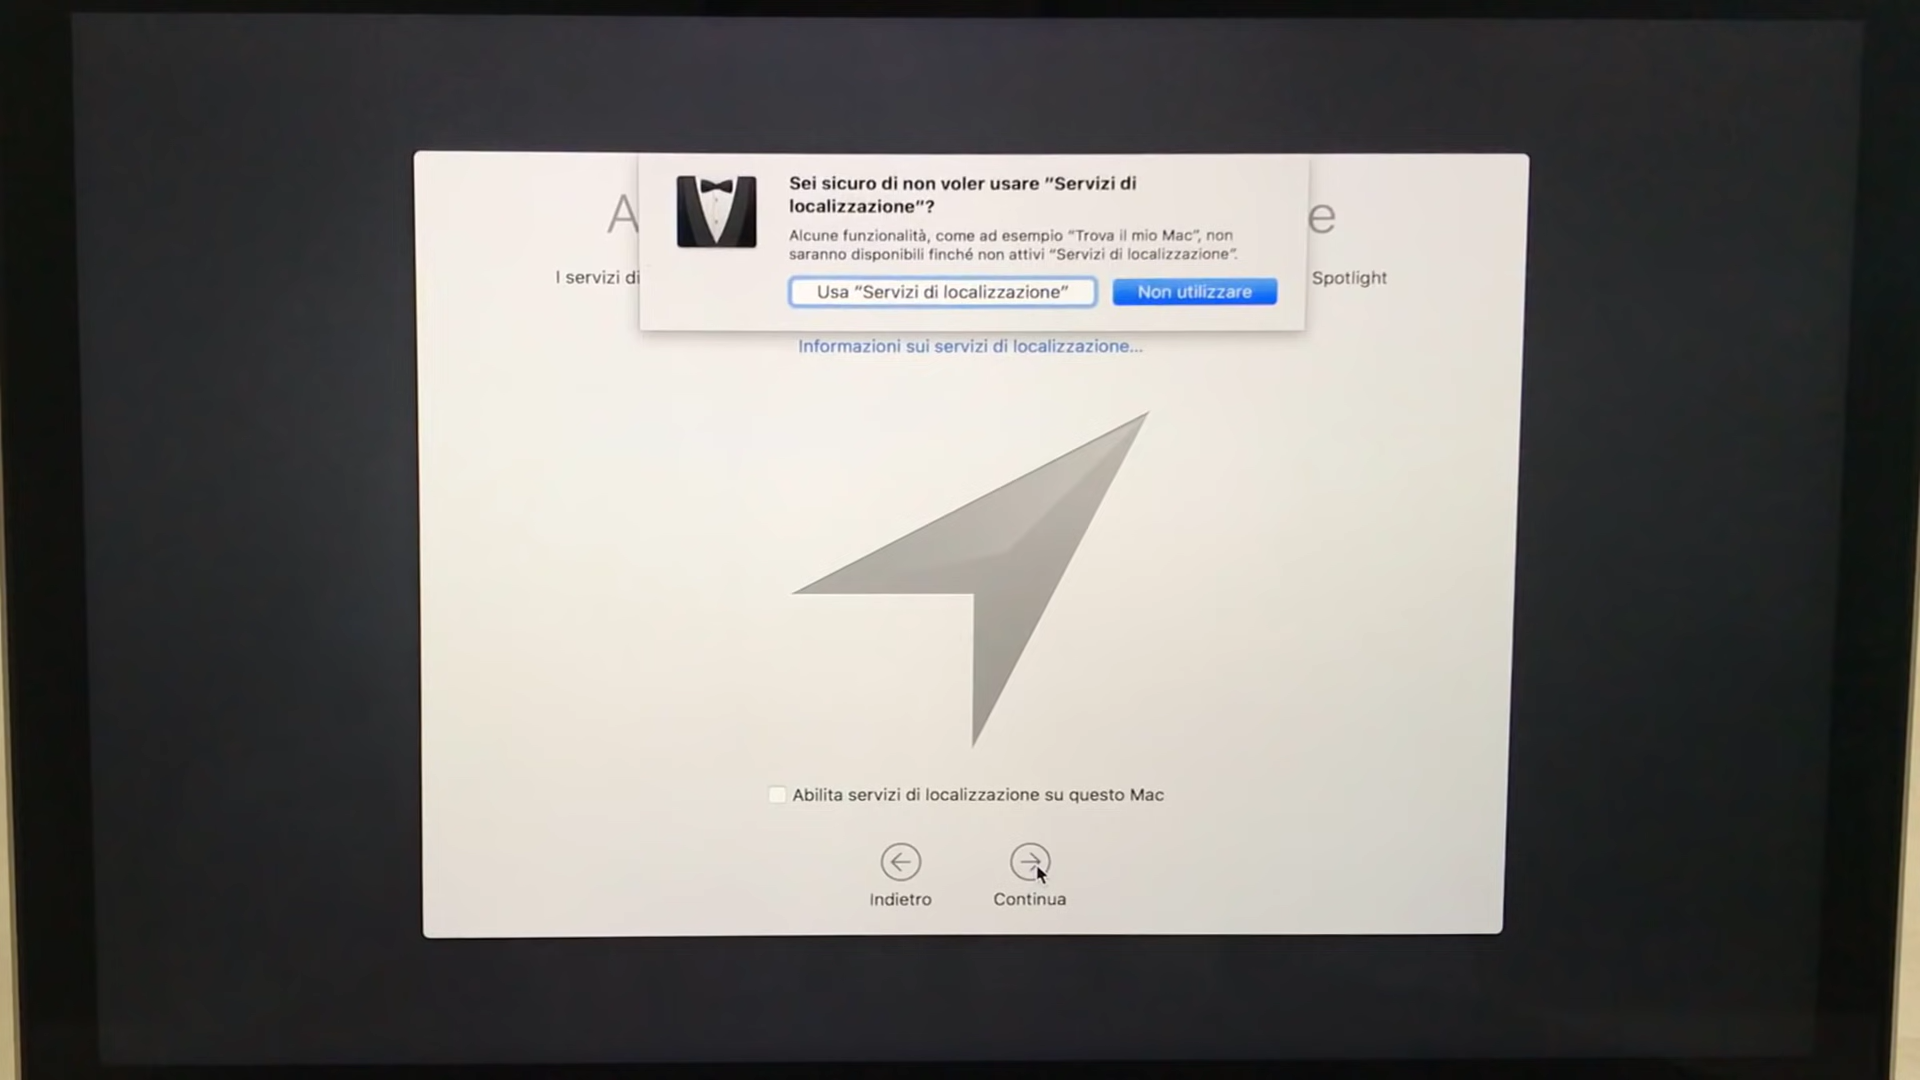 Sei sicuro di non voler usare “Servizi di
localizzazione”?
A
e
Alcune funzionalità, come ad esempio “Trova il mio Mac”, non
saranno disponibili finché non attivi “Servizi di localizzazione”.
I servizi di
Spotlight
Usa “Servizi di localizzazione”
Non utilizzare
Informazioni sui servizi di localizzazione...
Abilita servizi di localizzazione su questo Mac
Indietro
Continua